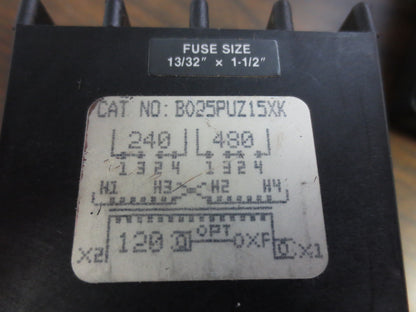 FUSE SIZE
13/32" × 1-1/2"
CAT NO: B025PUZ15XK
240 480
1 3 2 4 1 3 2 4
H1 H3 H2 H4
OPT
X2 120 OXF X1